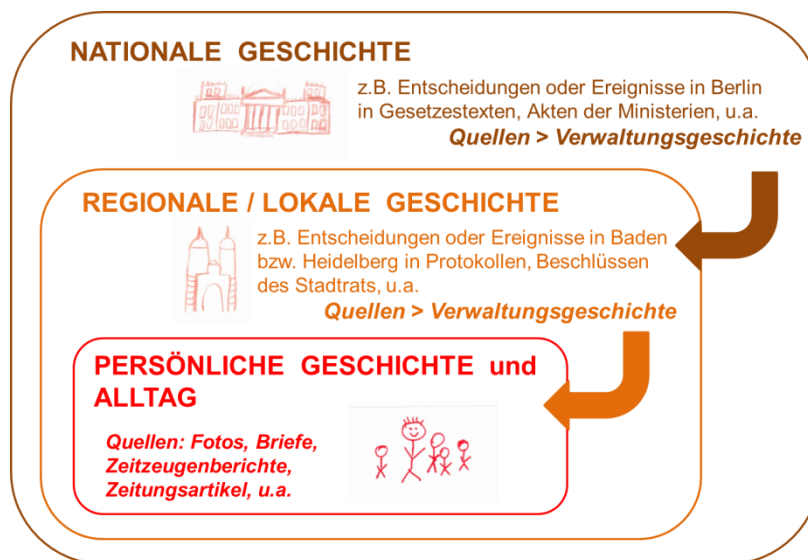 NATIONALE GESCHICHTE
z.B. Entscheidungen oder Ereignisse in Berlin
in Gesetzestexten, Akten der Ministerien, u.a.
Quellen > Verwaltungsgeschichte
REGIONALE / LOKALE GESCHICHTE
z.B. Entscheidungen oder Ereignisse in Baden
bzw. Heidelberg in Protokollen, Beschlüssen
des Stadtrats, u.a.
Quellen > Verwaltungsgeschichte
PERSÖNLICHE GESCHICHTE und
ALLTAG
Quellen: Fotos, Briefe,
Zeitzeugenberichte,
Zeitungsartikel, u.a.